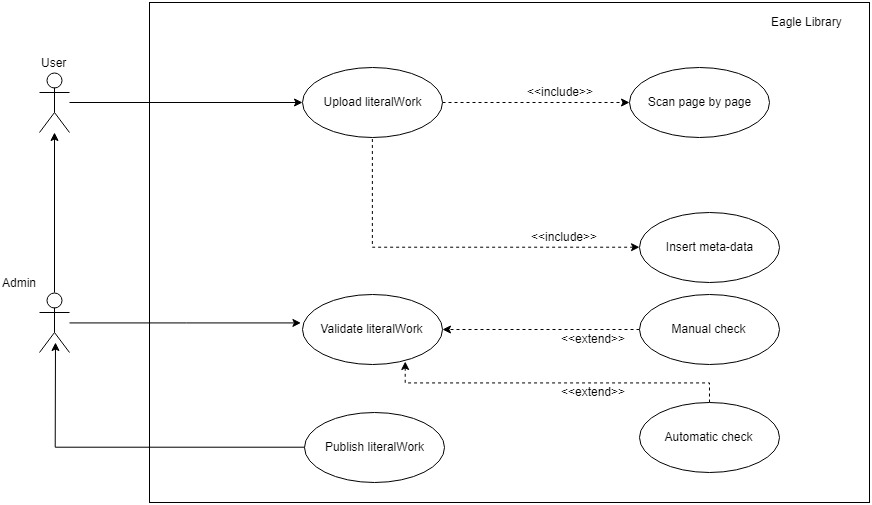 Eagle Library
User
Upload literalWork
<<include>>
Scan page by page
<<include>>
Insert meta-data
Admin
Validate literalWork
<<extend>>
Manual check
<<extend>>
Automatic check
Publish literalWork